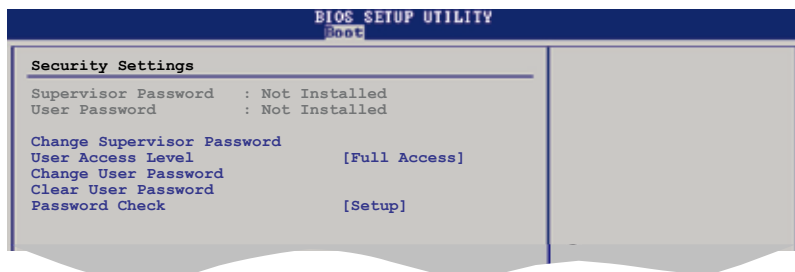 BIOS SETUP UTILITY
Boot
Security Settings
Supervisor Password : Not Installed
User Password : Not Installed
Change Supervisor Password
User Access Level [Full Access]
Change User Password
Clear User Password
Password Check [Setup]